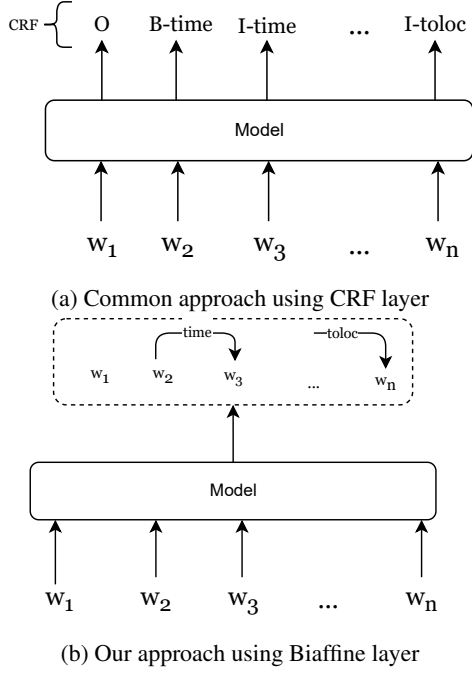 CRF O B-time I-time ... I-toloc
Model
w1 w2 w3 ... wn
(a) Common approach using CRF layer
time toloc
w1 w2 w3 ... wn
Model
w1 w2 w3 ... wn
(b) Our approach using Biaffine layer